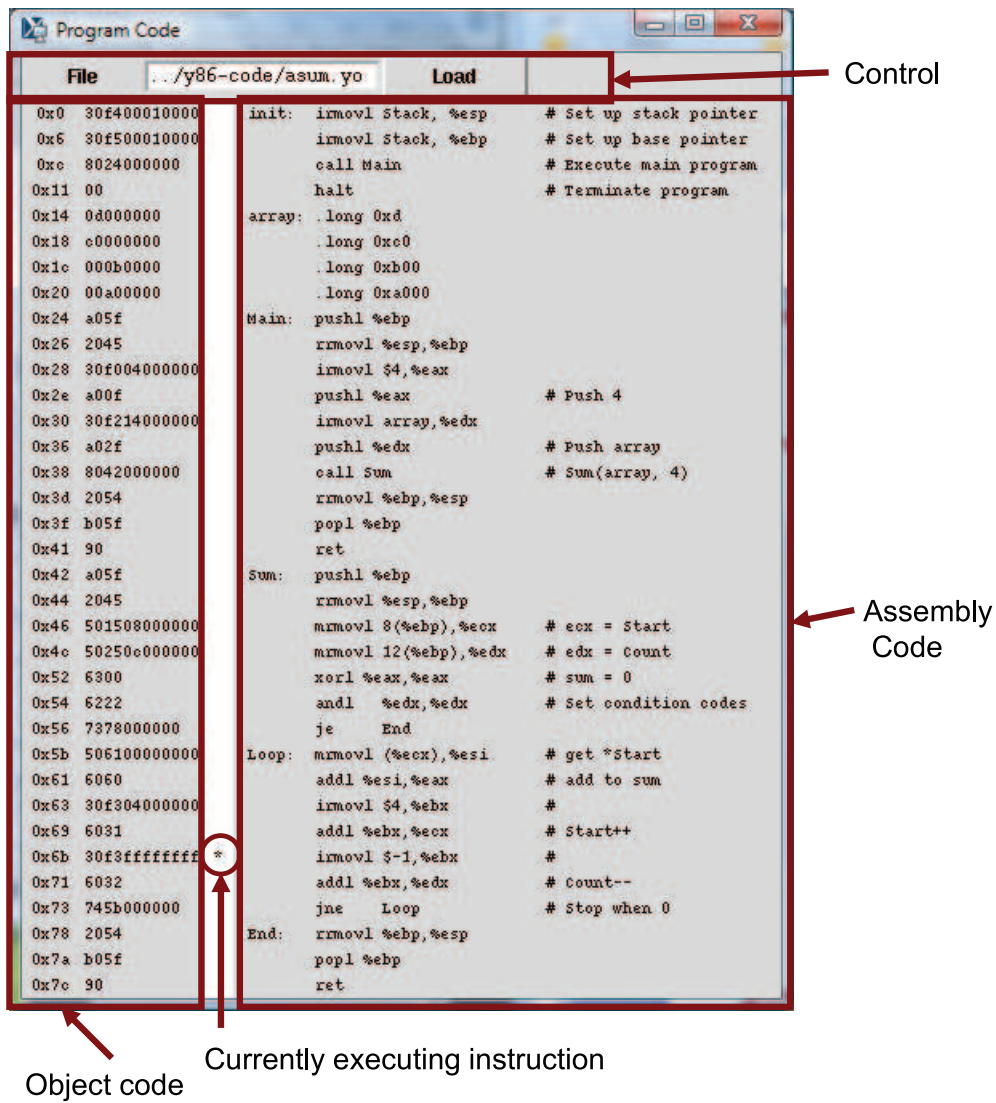 Program Code
File ../y86-code/asum.yo Load
Control
0x0 30f400010000 init: irmovl Stack, %esp # Set up stack pointer
0x6 30f500010000 irmovl Stack, %ebp # Set up base pointer
0xc 8024000000 call Main # Execute main program
0x11 00 halt # Terminate program
0x14 0d000000 array: .long 0xd
0x18 c0000000 .long 0xc0
0x1c 000b0000 .long 0xb00
0x20 00a00000 .long 0xa000
0x24 a05f Main: pushl %ebp
0x26 2045 rrmovl %esp,%ebp
0x28 30f004000000 irmovl $4,%eax
0x2e a00f pushl %eax # Push 4
0x30 30f214000000 irmovl array,%edx
0x36 a02f pushl %edx # Push array
0x38 8042000000 call Sum # Sum(array, 4)
0x3d 2054 rrmovl %ebp,%esp
0x3f b05f popl %ebp
0x41 90 ret
0x42 a05f Sum: pushl %ebp
0x44 2045 rrmovl %esp,%ebp
0x46 501508000000 mrmovl 8(%ebp),%ecx # ecx = Start
0x4c 50250c000000 mrmovl 12(%ebp),%edx # edx = Count
0x52 6300 xorl %eax,%eax # sum = 0
0x54 6222 andl %edx,%edx # Set condition codes
0x56 7378000000 je End
0x5b 506100000000 Loop: mrmovl (%ecx),%esi # get *Start
0x61 6060 addl %esi,%eax # add to sum
0x63 30f304000000 irmovl $4,%ebx #
0x69 6031 addl %ebx,%ecx # Start++
0x6b 30f3ffffffff * irmovl $-1,%ebx #
0x71 6032 addl %ebx,%edx # Count--
0x73 745b000000 jne Loop # Stop when 0
0x78 2054 End: rrmovl %ebp,%esp
0x7a b05f popl %ebp
0x7c 90 ret
Assembly
Code
Currently executing instruction
Object code